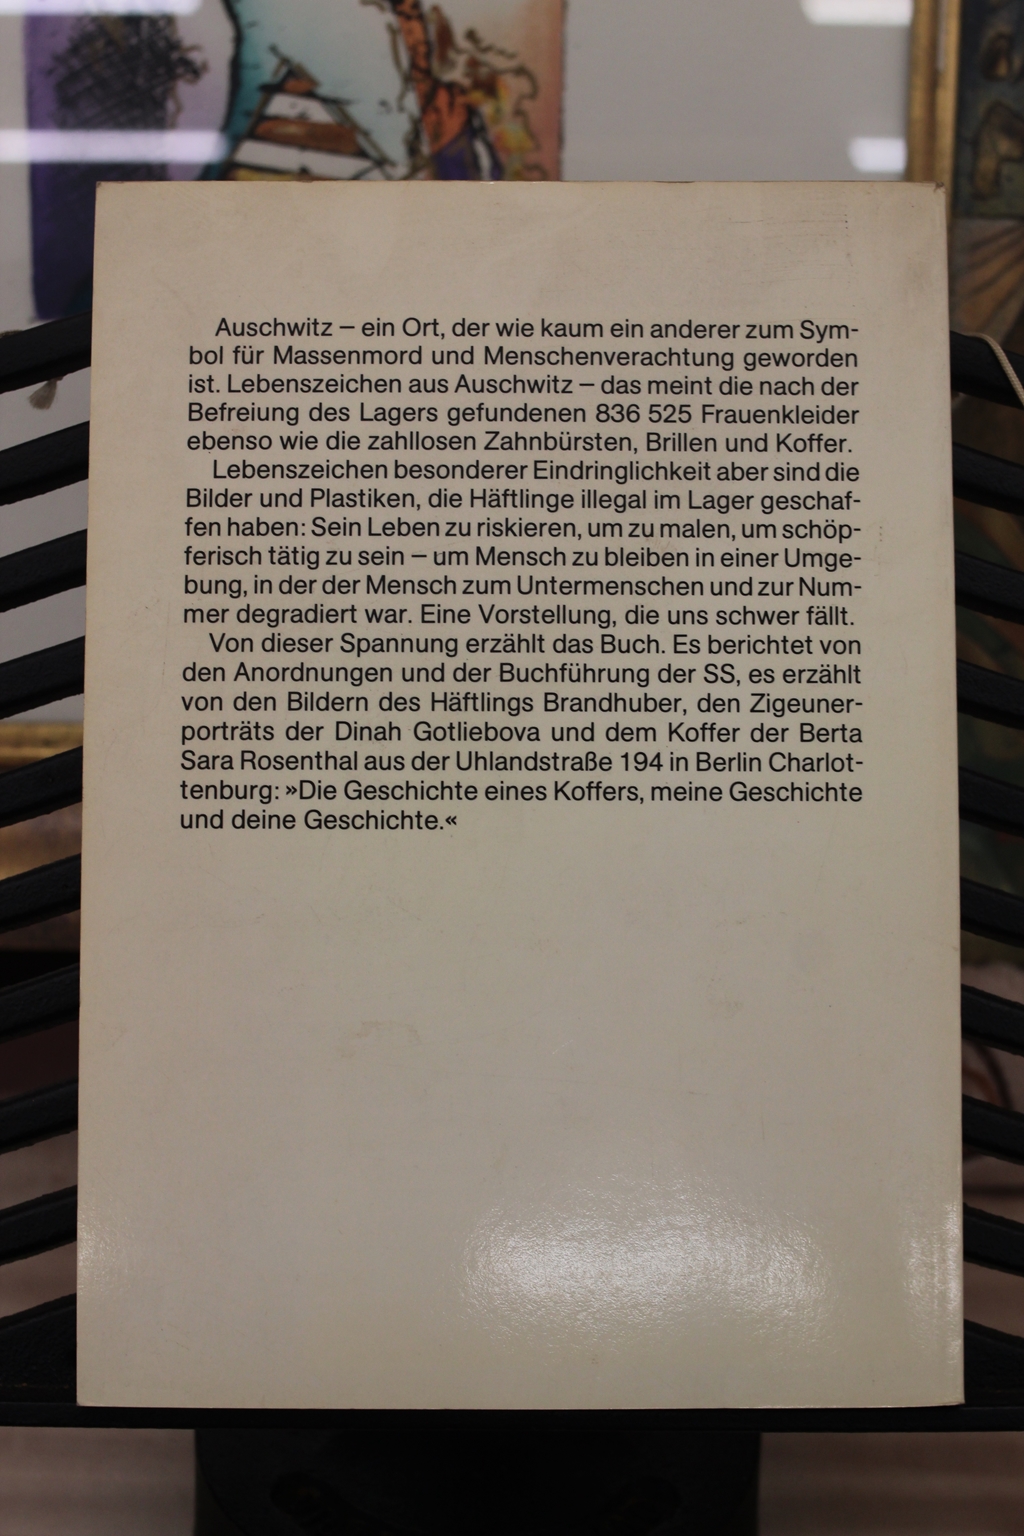 Auschwitz – ein Ort, der wie kaum ein anderer zum Sym-
bol für Massenmord und Menschenverachtung geworden
ist. Lebenszeichen aus Auschwitz – das meint die nach der
Befreiung des Lagers gefundenen 836 525 Frauenkleider
ebenso wie die zahllosen Zahnbürsten, Brillen und Koffer.
Lebenszeichen besonderer Eindringlichkeit aber sind die
Bilder und Plastiken, die Häftlinge illegal im Lager geschaf-
fen haben: Sein Leben zu riskieren, um zu malen, um schöp-
ferisch tätig zu sein – um Mensch zu bleiben in einer Umge-
bung, in der der Mensch zum Untermenschen und zur Num-
mer degradiert war. Eine Vorstellung, die uns schwer fällt.
Von dieser Spannung erzählt das Buch. Es berichtet von
den Anordnungen und der Buchführung der SS, es erzählt
von den Bildern des Häftlings Brandhuber, den Zigeuner-
porträts der Dinah Gotliebova und dem Koffer der Berta
Sara Rosenthal aus der Uhlandstraße 194 in Berlin Charlot-
tenburg: »Die Geschichte eines Koffers, meine Geschichte
und deine Geschichte.«